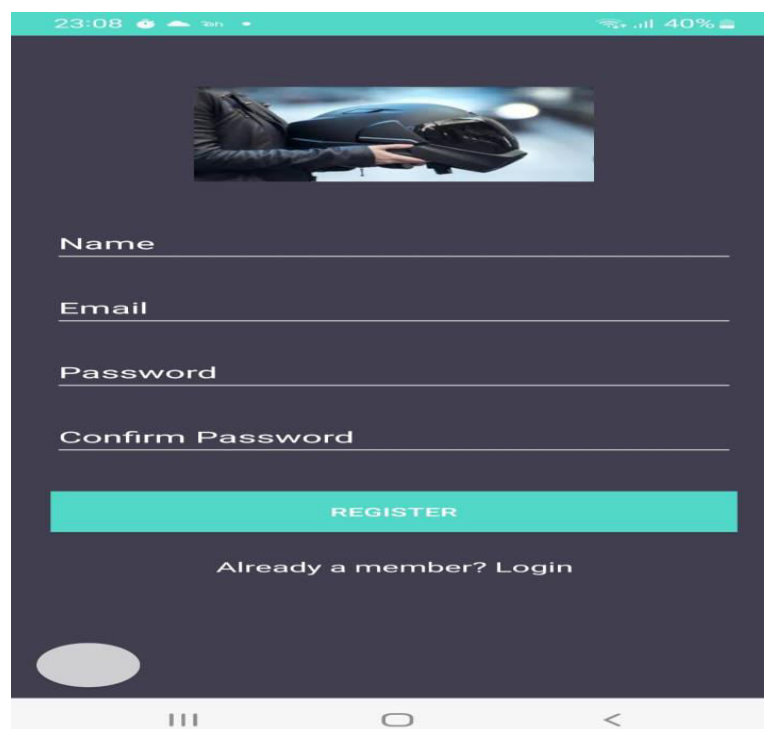 23:08
40%
Name
Email
Password
Confirm Password
REGISTER
Already a member? Login